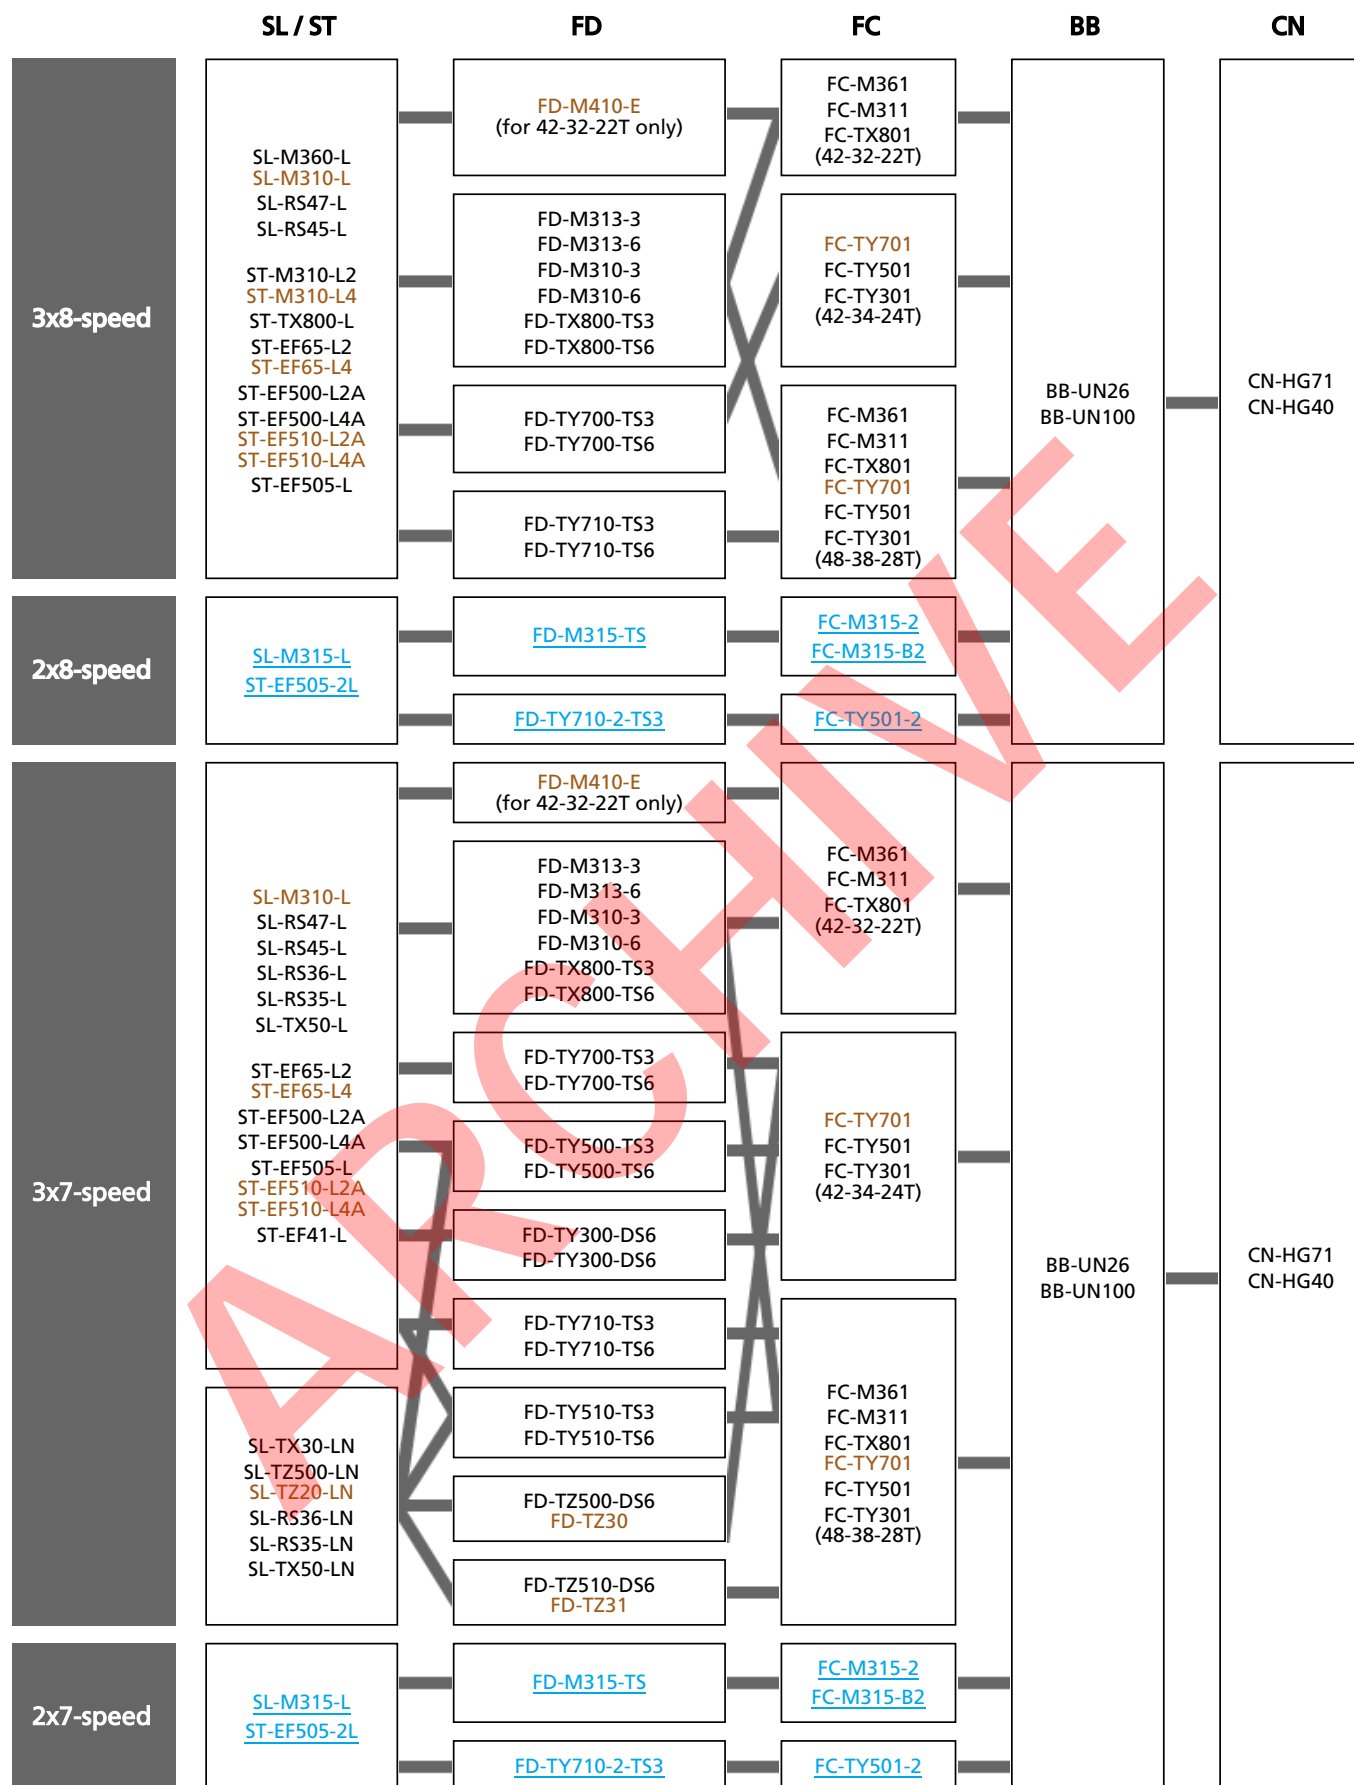 SL / ST
FD
FC
BB
CN
3x8-speed
SL-M360-L
SL-M310-L
SL-RS47-L
SL-RS45-L
ST-M310-L2
ST-M310-L4
ST-TX800-L
ST-EF65-L2
ST-EF65-L4
ST-EF500-L2A
ST-EF500-L4A
ST-EF510-L2A
ST-EF510-L4A
ST-EF505-L
FD-M410-E
(for 42-32-22T only)
FD-M313-3
FD-M313-6
FD-M310-3
FD-M310-6
FD-TX800-TS3
FD-TX800-TS6
FD-TY700-TS3
FD-TY700-TS6
FD-TY710-TS3
FD-TY710-TS6
FC-M361
FC-M311
FC-TX801
(42-32-22T)
FC-TY701
FC-TY501
FC-TY301
(42-34-24T)
FC-M361
FC-M311
FC-TX801
FC-TY701
FC-TY501
FC-TY301
(48-38-28T)
BB-UN26
BB-UN100
CN-HG71
CN-HG40
2x8-speed
SL-M315-L
ST-EF505-2L
FD-M315-TS
FD-TY710-2-TS3
FC-M315-2
FC-M315-B2
FC-TY501-2
3x7-speed
SL-M310-L
SL-RS47-L
SL-RS45-L
SL-RS36-L
SL-RS35-L
SL-TX50-L
ST-EF65-L2
ST-EF65-L4
ST-EF500-L2A
ST-EF500-L4A
ST-EF505-L
ST-EF510-L2A
ST-EF510-L4A
ST-EF41-L
SL-TX30-LN
SL-TZ500-LN
SL-TZ20-LN
SL-RS36-LN
SL-RS35-LN
SL-TX50-LN
FD-M410-E
(for 42-32-22T only)
FD-M313-3
FD-M313-6
FD-M310-3
FD-M310-6
FD-TX800-TS3
FD-TX800-TS6
FD-TY700-TS3
FD-TY700-TS6
FD-TY500-TS3
FD-TY500-TS6
FD-TY300-DS6
FD-TY300-DS6
FD-TY710-TS3
FD-TY710-TS6
FD-TY510-TS3
FD-TY510-TS6
FD-TZ500-DS6
FD-TZ30
FD-TZ510-DS6
FD-TZ31
FC-M361
FC-M311
FC-TX801
(42-32-22T)
FC-TY701
FC-TY501
FC-TY301
(42-34-24T)
FC-M361
FC-M311
FC-TX801
FC-TY701
FC-TY501
FC-TY301
(48-38-28T)
BB-UN26
BB-UN100
CN-HG71
CN-HG40
2x7-speed
SL-M315-L
ST-EF505-2L
FD-M315-TS
FD-TY710-2-TS3
FC-M315-2
FC-M315-B2
FC-TY501-2
ARCHIVE